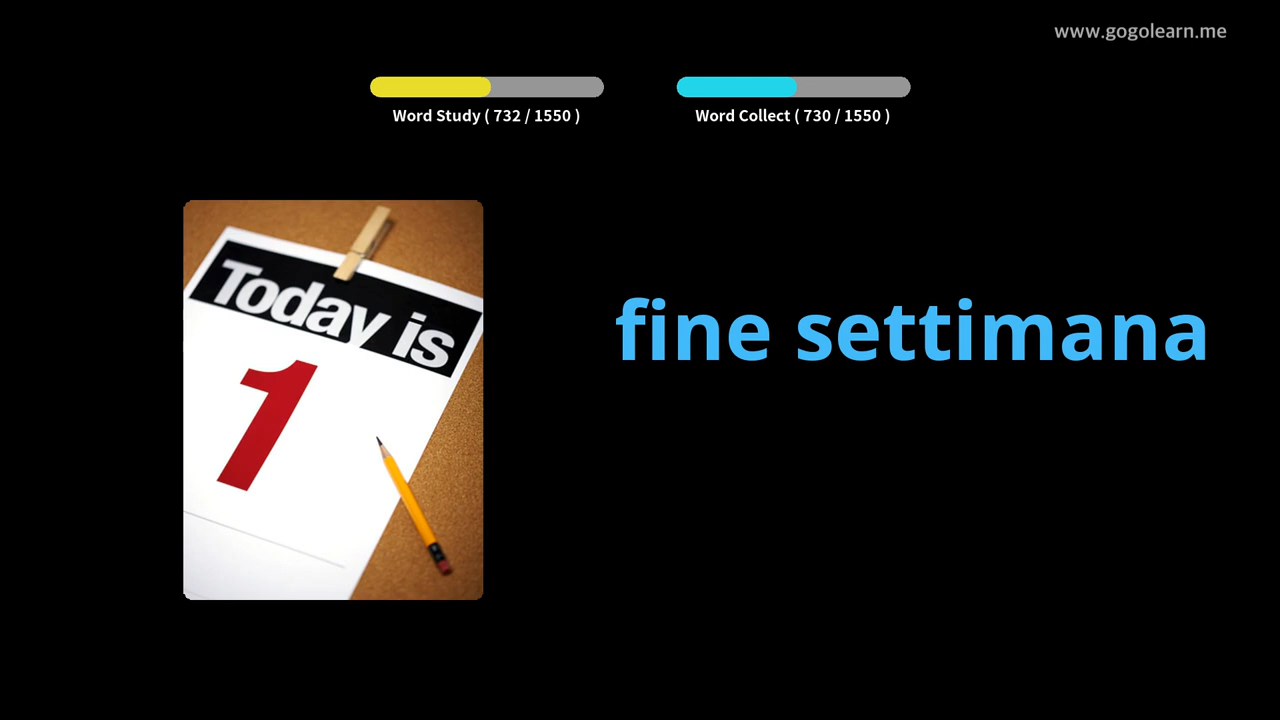 www.gogolearn.me
Word Study ( 732 / 1550 )
Word Collect ( 730 / 1550 )
Today is
1
fine settimana